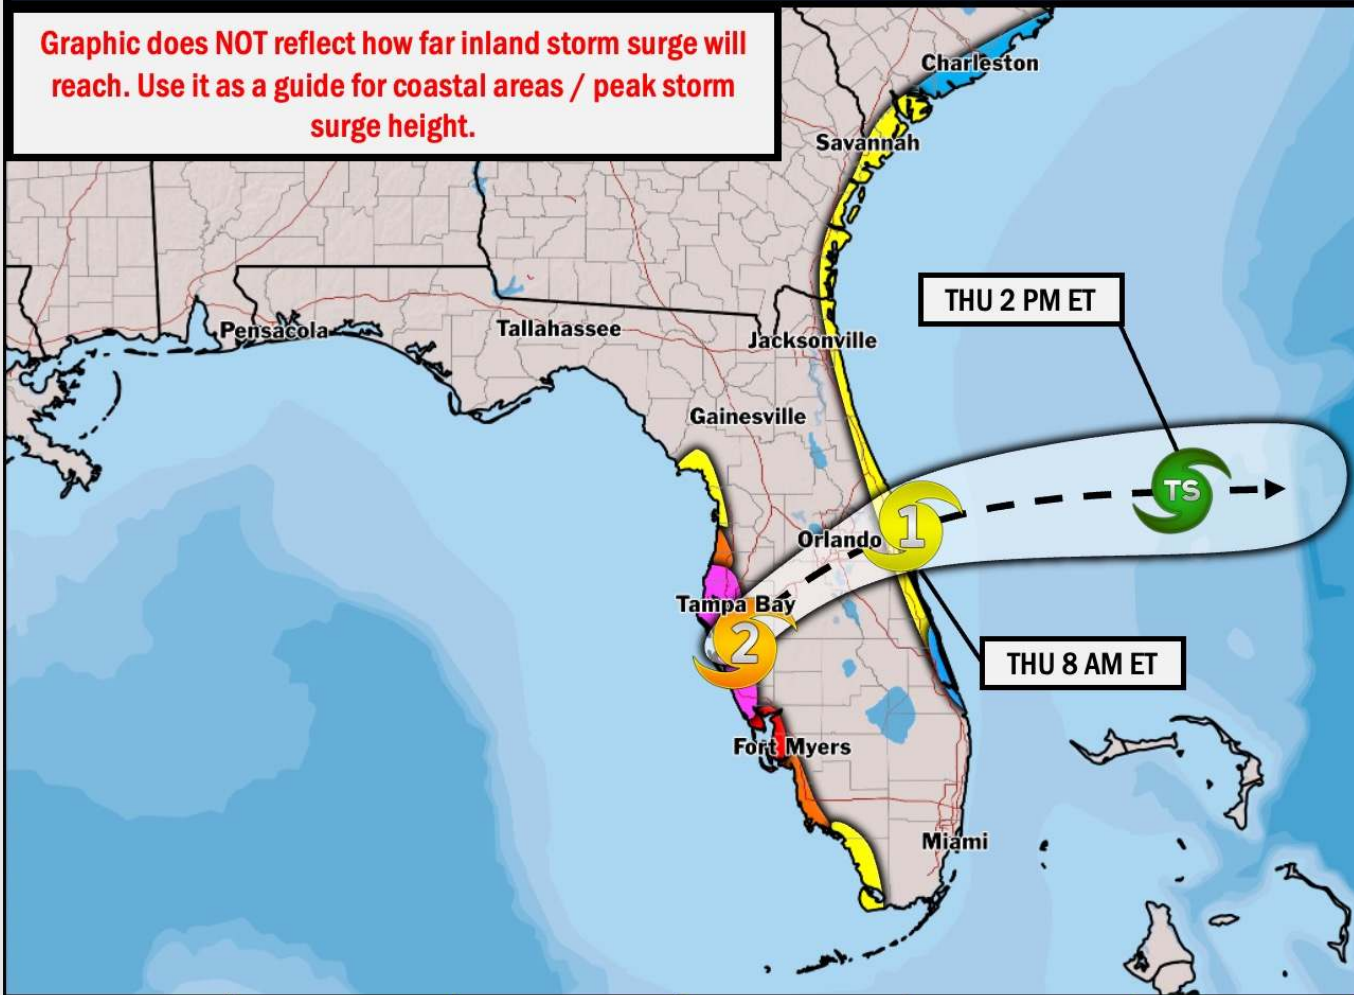 Graphic does NOT reflect how far inland storm surge will
reach. Use it as a guide for coastal areas / peak storm
surge height.
Charleston
Savannah
THU 2 PM ET
Pensacola
Tallahassee
Jacksonville
Gainesville
TS
1
Orlando
Tampa Bay
2
THU 8 AM ET
Fort Myers
Miami